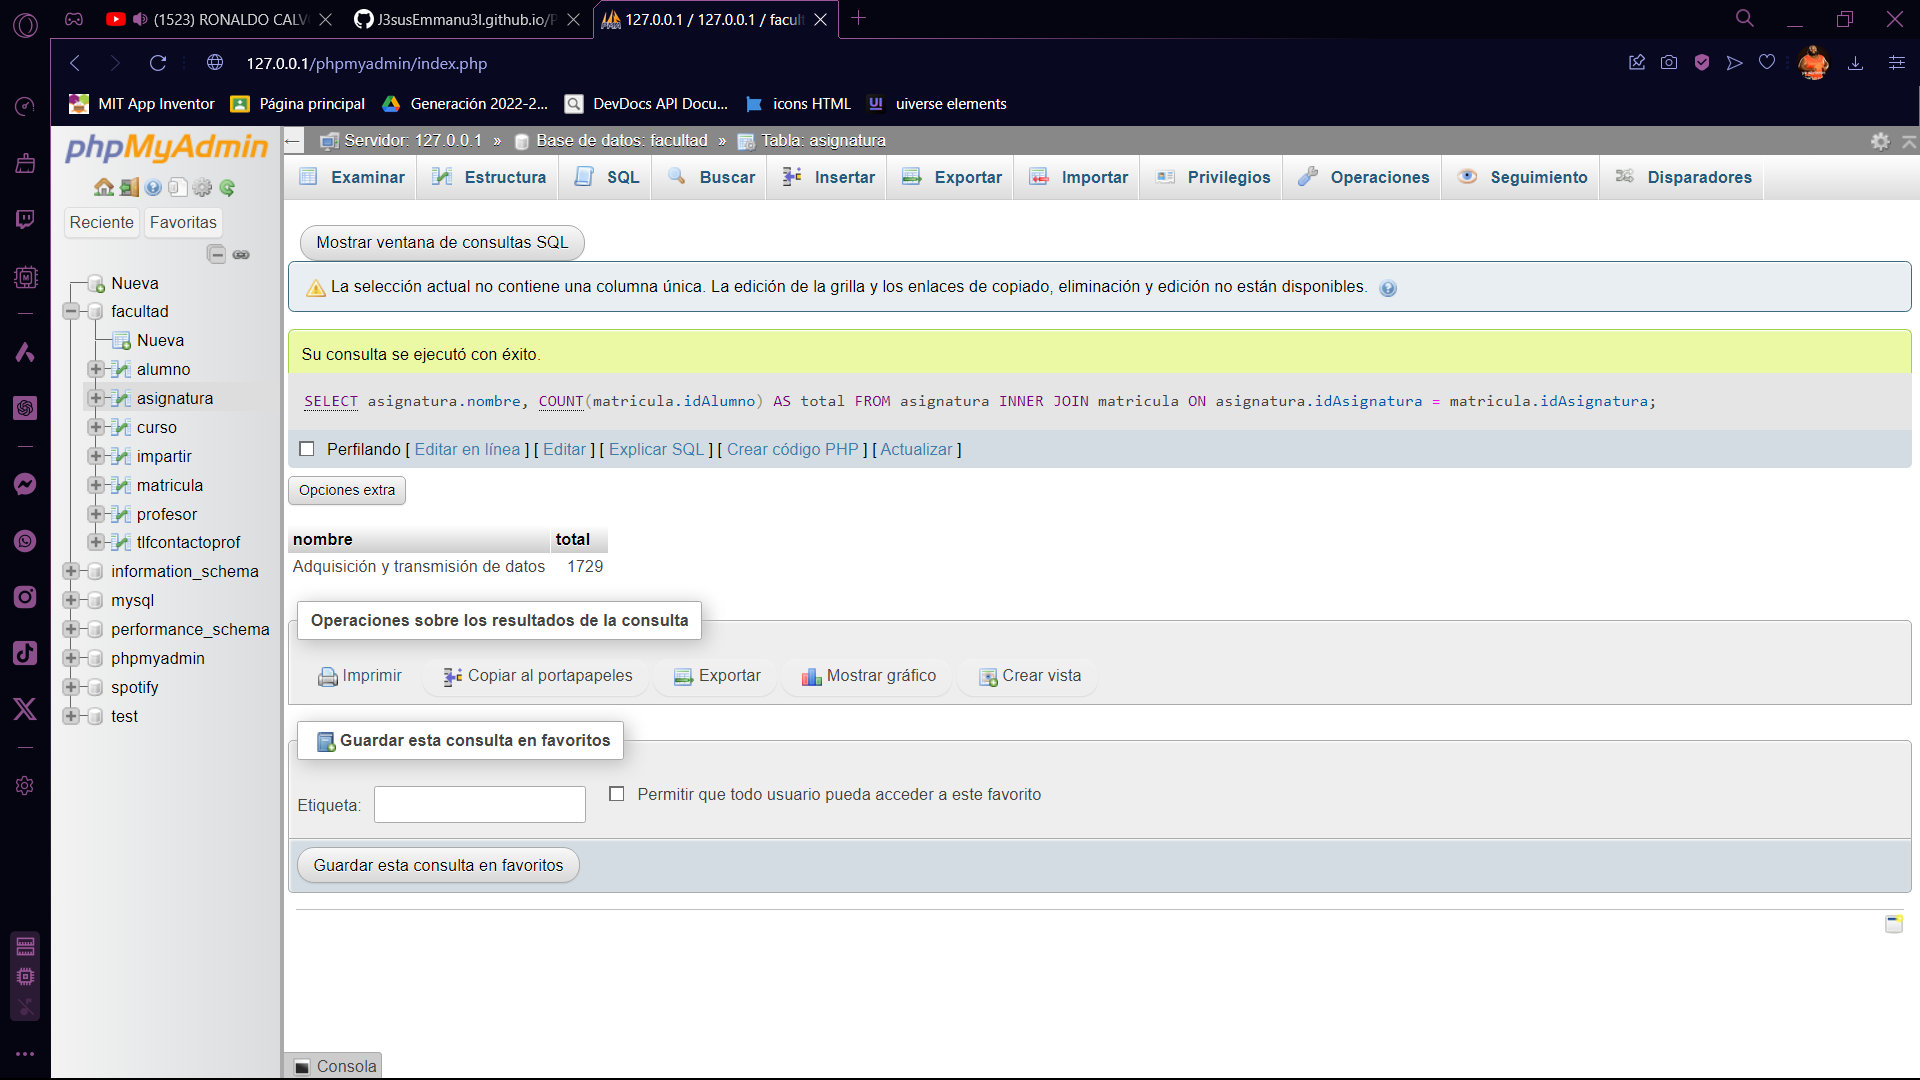 (1523) RONALDO CALV
J3susEmmanu3l.github.io/P
127.0.0.1 / 127.0.0.1 / facult
127.0.0.1/phpmyadmin/index.php
MIT App Inventor
Página principal
Generación 2022-2...
DevDocs API Docu...
icons HTML
UI
uiverse elements
phpMyAdmin
Reciente
Favoritas
Nueva
facultad
Nueva
alumno
asignatura
curso
impartir
matricula
profesor
tlfcontactoprof
information_schema
mysql
performance_schema
phpmyadmin
spotify
test
Servidor: 127.0.0.1 » Base de datos: facultad » Tabla: asignatura
Examinar
Estructura
SQL
Buscar
Insertar
Exportar
Importar
Privilegios
Operaciones
Seguimiento
Disparadores
Mostrar ventana de consultas SQL
La selección actual no contiene una columna única. La edición de la grilla y los enlaces de copiado, eliminación y edición no están disponibles.
Su consulta se ejecutó con éxito.
SELECT asignatura.nombre, COUNT(matricula.idAlumno) AS total FROM asignatura INNER JOIN matricula ON asignatura.idAsignatura = matricula.idAsignatura;
Perfilando [ Editar en línea ] [ Editar ] [ Explicar SQL ] [ Crear código PHP ] [ Actualizar ]
Opciones extra
nombre total
Adquisición y transmisión de datos 1729
Operaciones sobre los resultados de la consulta
Imprimir
Copiar al portapapeles
Exportar
Mostrar gráfico
Crear vista
Guardar esta consulta en favoritos
Etiqueta:
Permitir que todo usuario pueda acceder a este favorito
Guardar esta consulta en favoritos
Consola